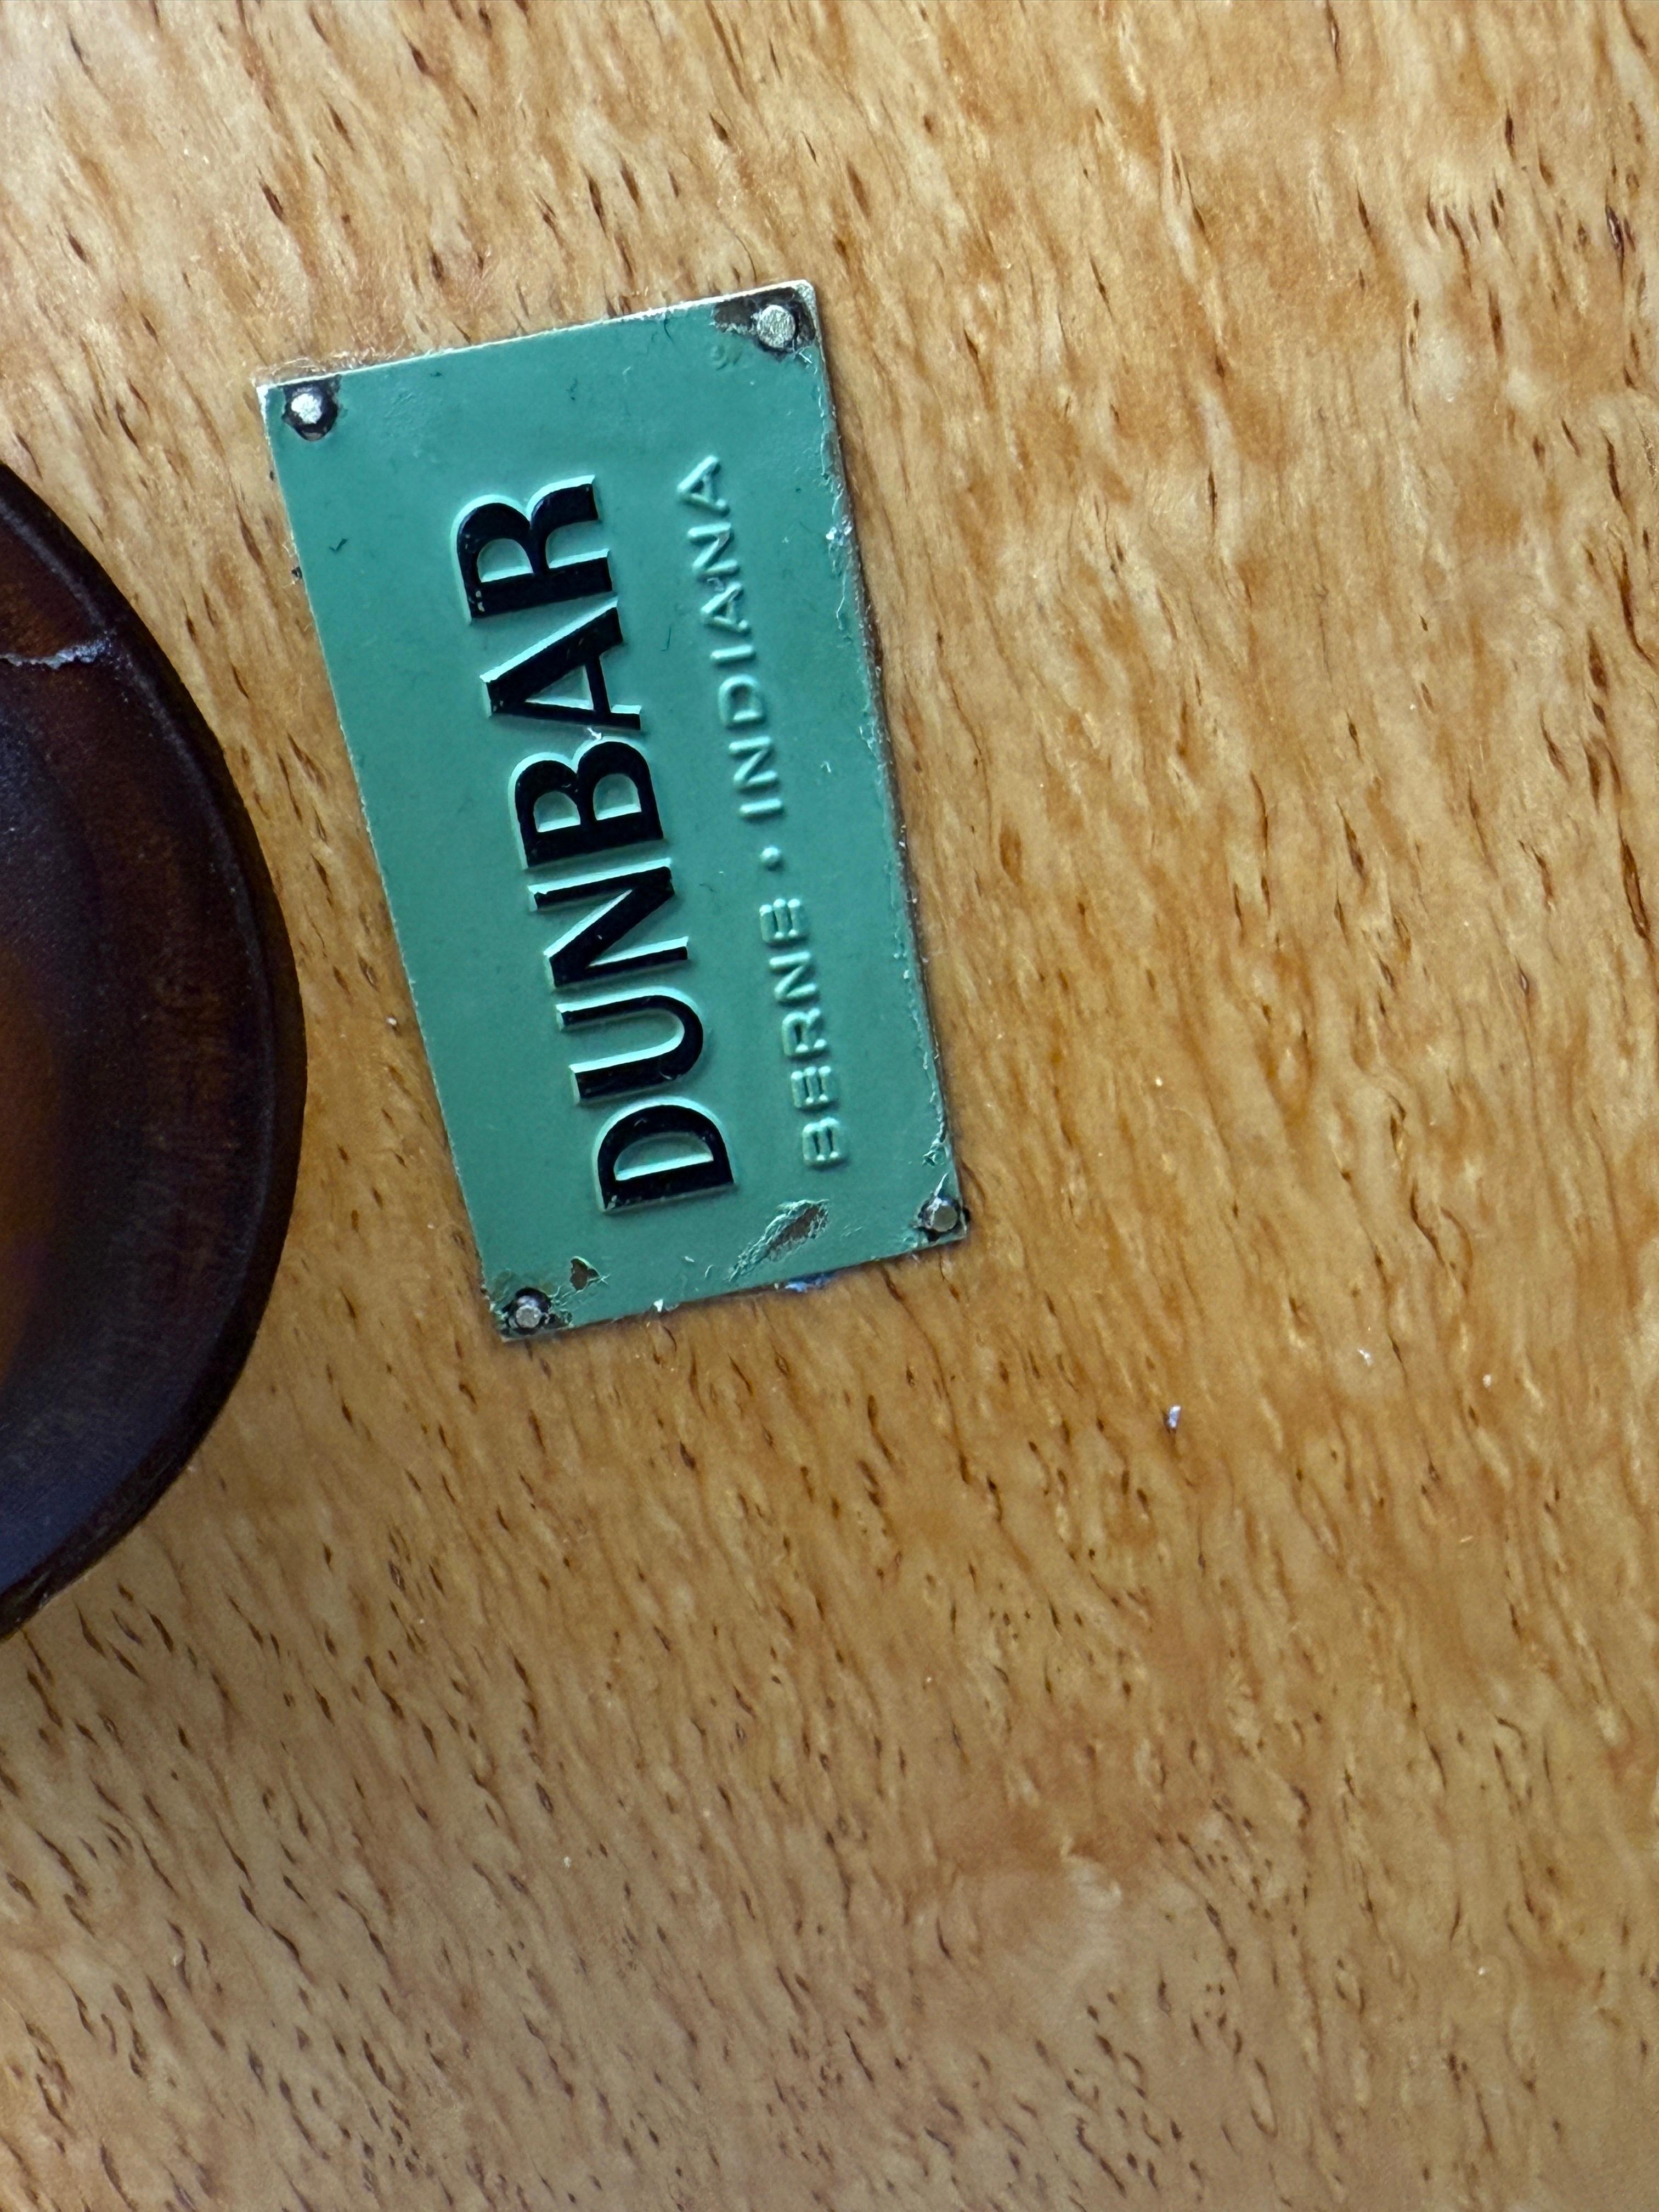 DUNBAR
BERNE • INDIANA